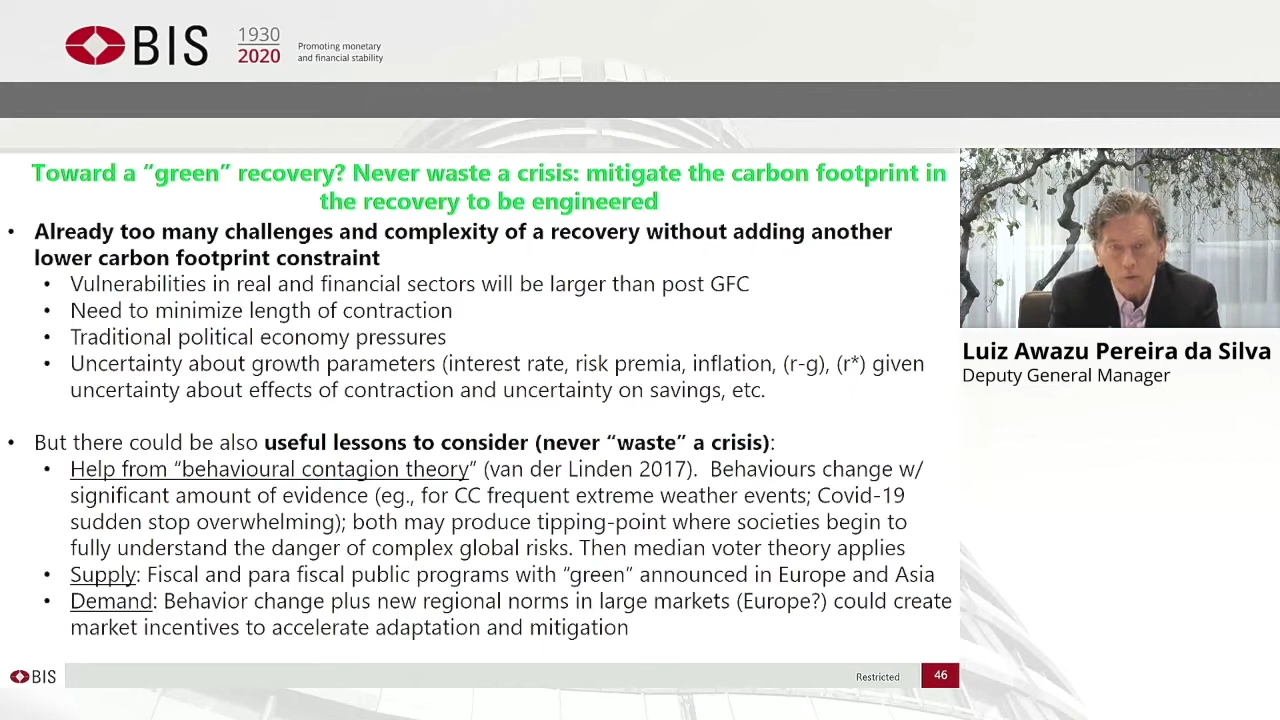 BIS
1930
2020
Promoting monetary
and financial stability
Toward a “green” recovery? Never waste a crisis: mitigate the carbon footprint in
the recovery to be engineered
• Already too many challenges and complexity of a recovery without adding another
lower carbon footprint constraint
• Vulnerabilities in real and financial sectors will be larger than post GFC
• Need to minimize length of contraction
• Traditional political economy pressures
• Uncertainty about growth parameters (interest rate, risk premia, inflation, (r-g), (r*) given
uncertainty about effects of contraction and uncertainty on savings, etc.
• But there could be also useful lessons to consider (never “waste” a crisis):
• Help from “behavioural contagion theory” (van der Linden 2017).  Behaviours change w/
significant amount of evidence (eg., for CC frequent extreme weather events; Covid-19
sudden stop overwhelming); both may produce tipping-point where societies begin to
fully understand the danger of complex global risks. Then median voter theory applies
• Supply: Fiscal and para fiscal public programs with “green” announced in Europe and Asia
• Demand: Behavior change plus new regional norms in large markets (Europe?) could create
market incentives to accelerate adaptation and mitigation
Luiz Awazu Pereira da Silva
Deputy General Manager
BIS
Restricted
46